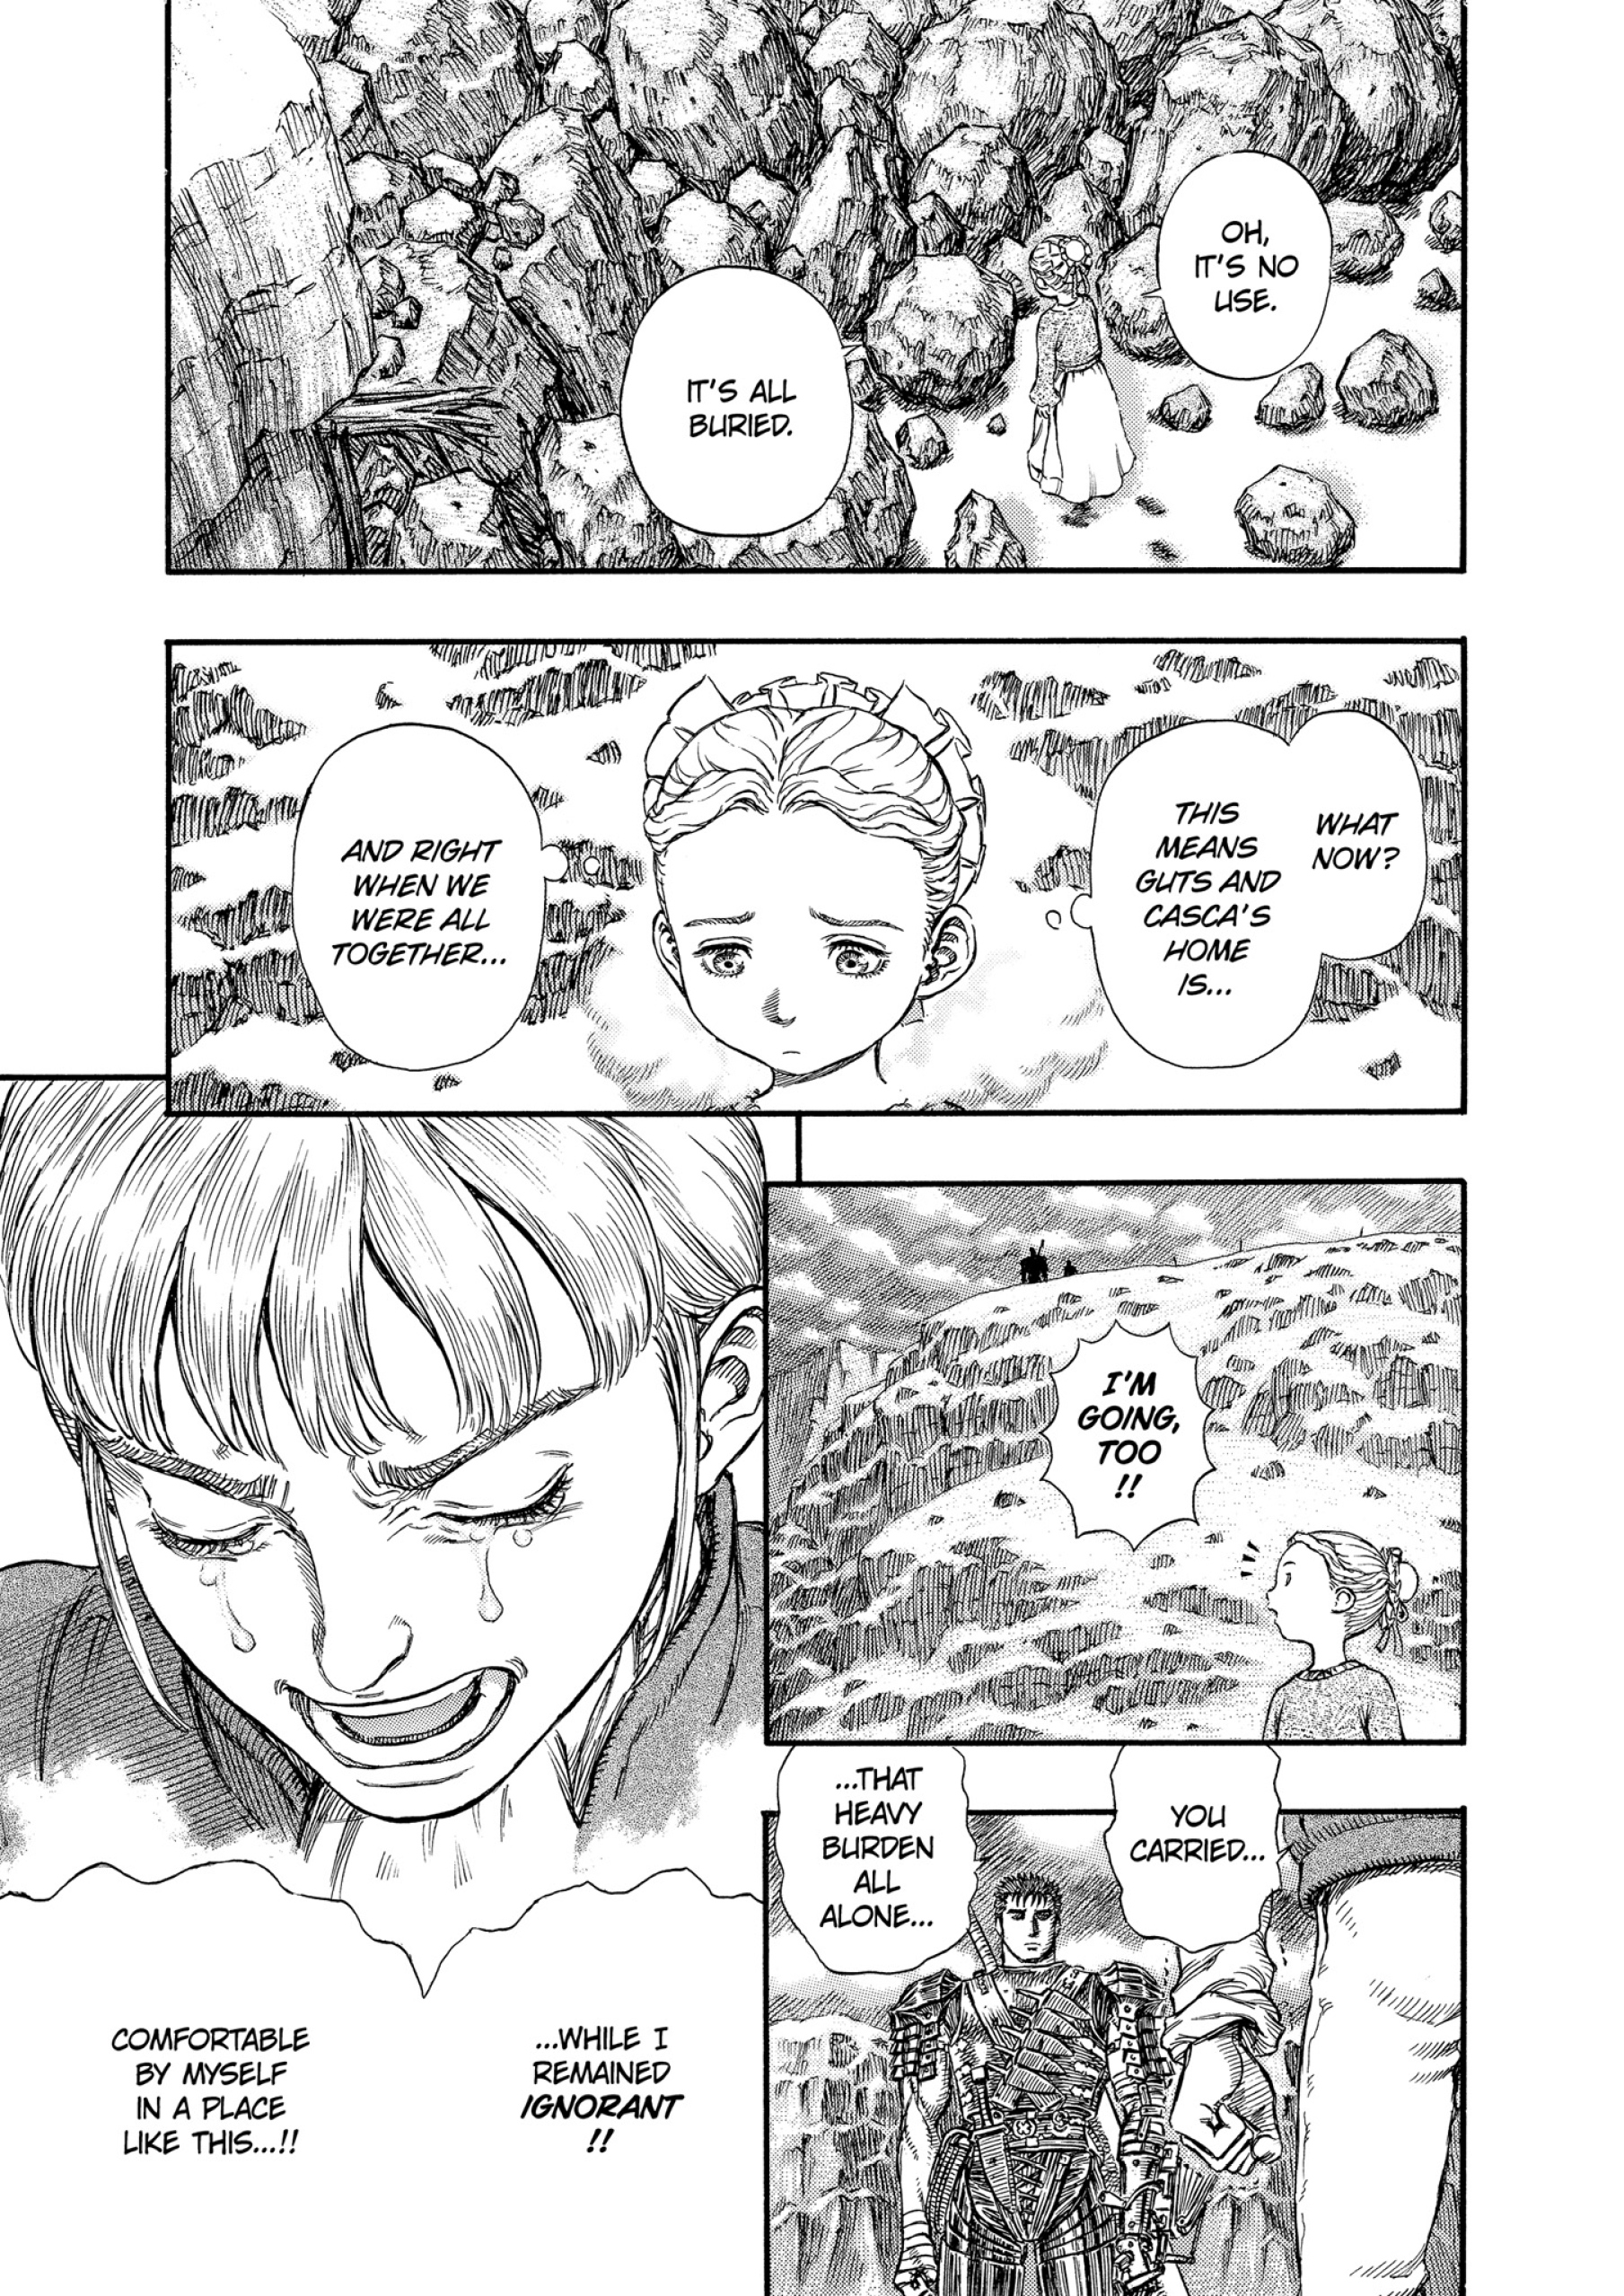 OH,
IT'S NO
USE.
IT'S ALL
BURIED.
WHAT
NOW?
THIS
MEANS
GUTS AND
CASCA'S
HOME
IS...
AND RIGHT
WHEN WE
WERE ALL
TOGETHER...
I'M
GOING,
TOO
!!
YOU
CARRIED...
...THAT
HEAVY
BURDEN
ALL
ALONE...
...WHILE I
REMAINED
IGNORANT
!!
COMFORTABLE
BY MYSELF
IN A PLACE
LIKE THIS...!!